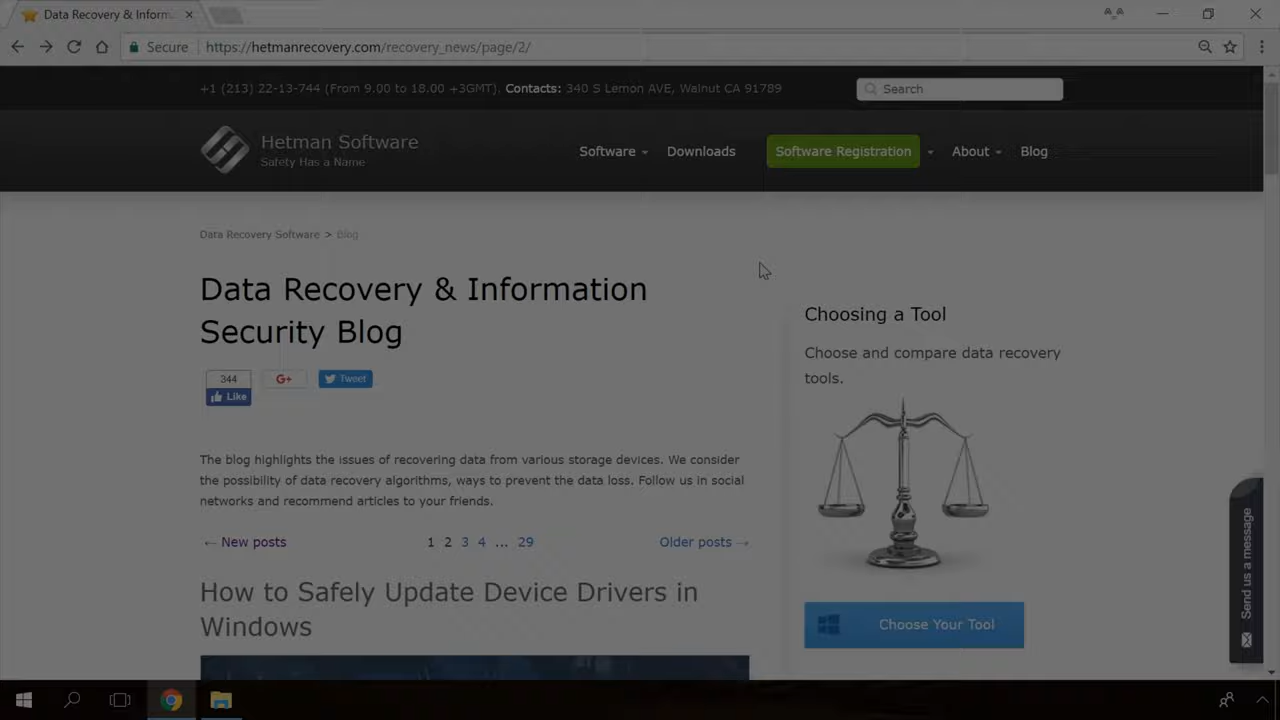 Data Recovery & Inform
Secure https://hetmanrecovery.com/recovery_news/page/2/
+1 (213) 22-13-744 (From 9.00 to 18.00 +3GMT). Contacts: 340 S Lemon AVE, Walnut CA 91789
Search
Hetman Software
Safety Has a Name
Software Downloads Software Registration About Blog
Data Recovery Software > Blog
Data Recovery & Information
Security Blog
344
Like
G+
Tweet
The blog highlights the issues of recovering data from various storage devices. We consider
the possibility of data recovery algorithms, ways to prevent the data loss. Follow us in social
networks and recommend articles to your friends.
← New posts 1 2 3 4 ... 29 Older posts →
How to Safely Update Device Drivers in
Windows
Choosing a Tool
Choose and compare data recovery
tools.
Choose Your Tool
Send us a message